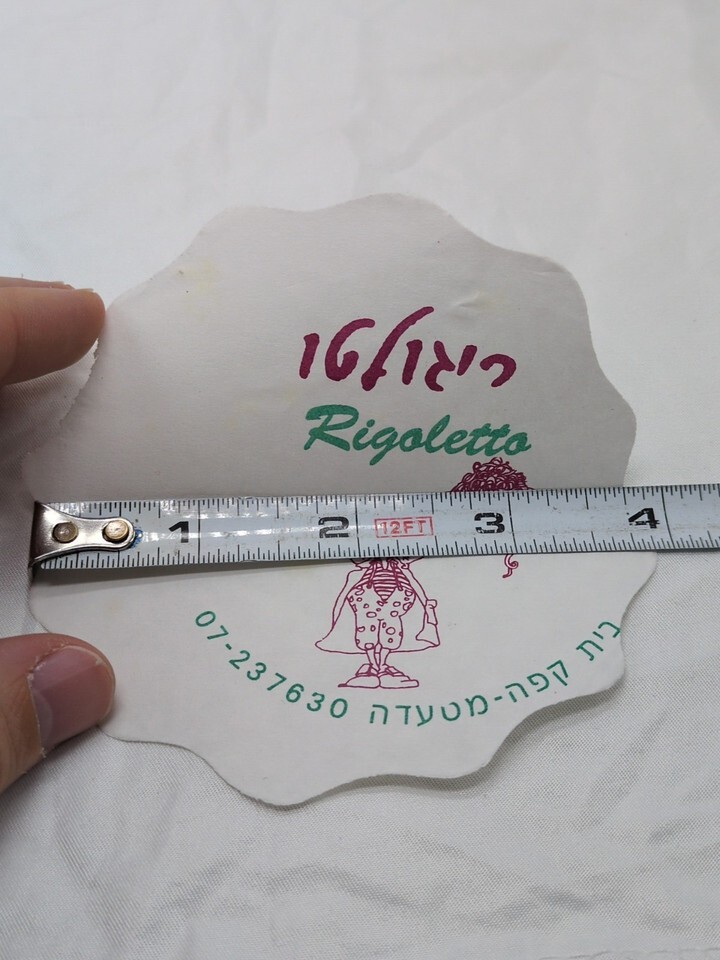 ריגולטו
Rigoletto
1 2 12FT 3 4
בית קפה-מסעדה 07-237630